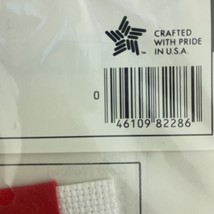 CRAFTED
WITH PRIDE
IN U.S.A.
0 46109 82286